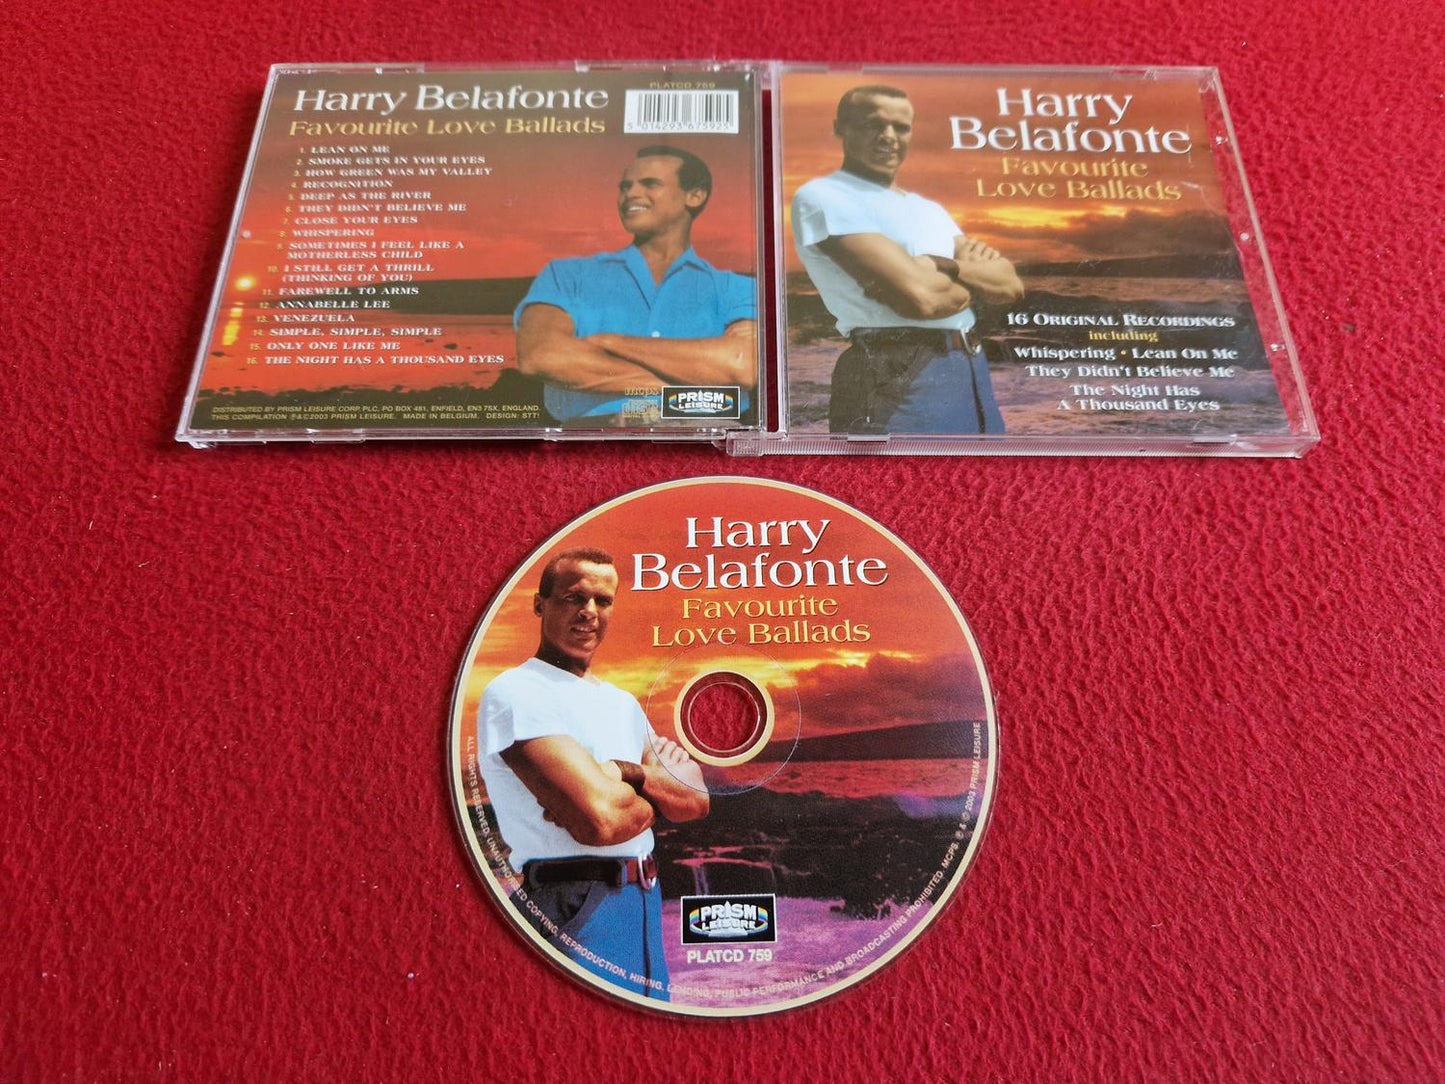 Harry Belafonte
Favourite Love Ballads
PLATCD 759
5 014293 675925
1. LEAN ON ME
2. SMOKE GETS IN YOUR EYES
3. HOW GREEN WAS MY VALLEY
4. RECOGNITION
5. DEEP AS THE RIVER
6. THEY DIDN'T BELIEVE ME
7. CLOSE YOUR EYES
8. WHISPERING
9. SOMETIMES I FEEL LIKE A
MOTHERLESS CHILD
10. I STILL GET A THRILL
(THINKING OF YOU)
11. FAREWELL TO ARMS
12. ANNABELLE LEE
13. VENEZUELA
14. SIMPLE, SIMPLE, SIMPLE
15. ONLY ONE LIKE ME
16. THE NIGHT HAS A THOUSAND EYES
DISTRIBUTED BY PRISM LEISURE CORP, PLC, PO BOX 481, ENFIELD, EN3 7SX, ENGLAND.
THIS COMPILATION ℗&©2003 PRISM LEISURE. MADE IN BELGIUM. DESIGN: STT!
mcps
PRISM
LEISURE
Harry
Belafonte
Favourite
Love Ballads
16 ORIGINAL RECORDINGS
including
Whispering • Lean On Me
They Didn't Believe Me
The Night Has
A Thousand Eyes
Harry
Belafonte
Favourite
Love Ballads
PRISM
LEISURE
PLATCD 759
ALL RIGHTS RESERVED. UNAUTHORISED COPYING, REPRODUCTION, HIRING, LENDING, PUBLIC PERFORMANCE AND BROADCASTING PROHIBITED. MCPS. ℗ & © 2003 PRISM LEISURE